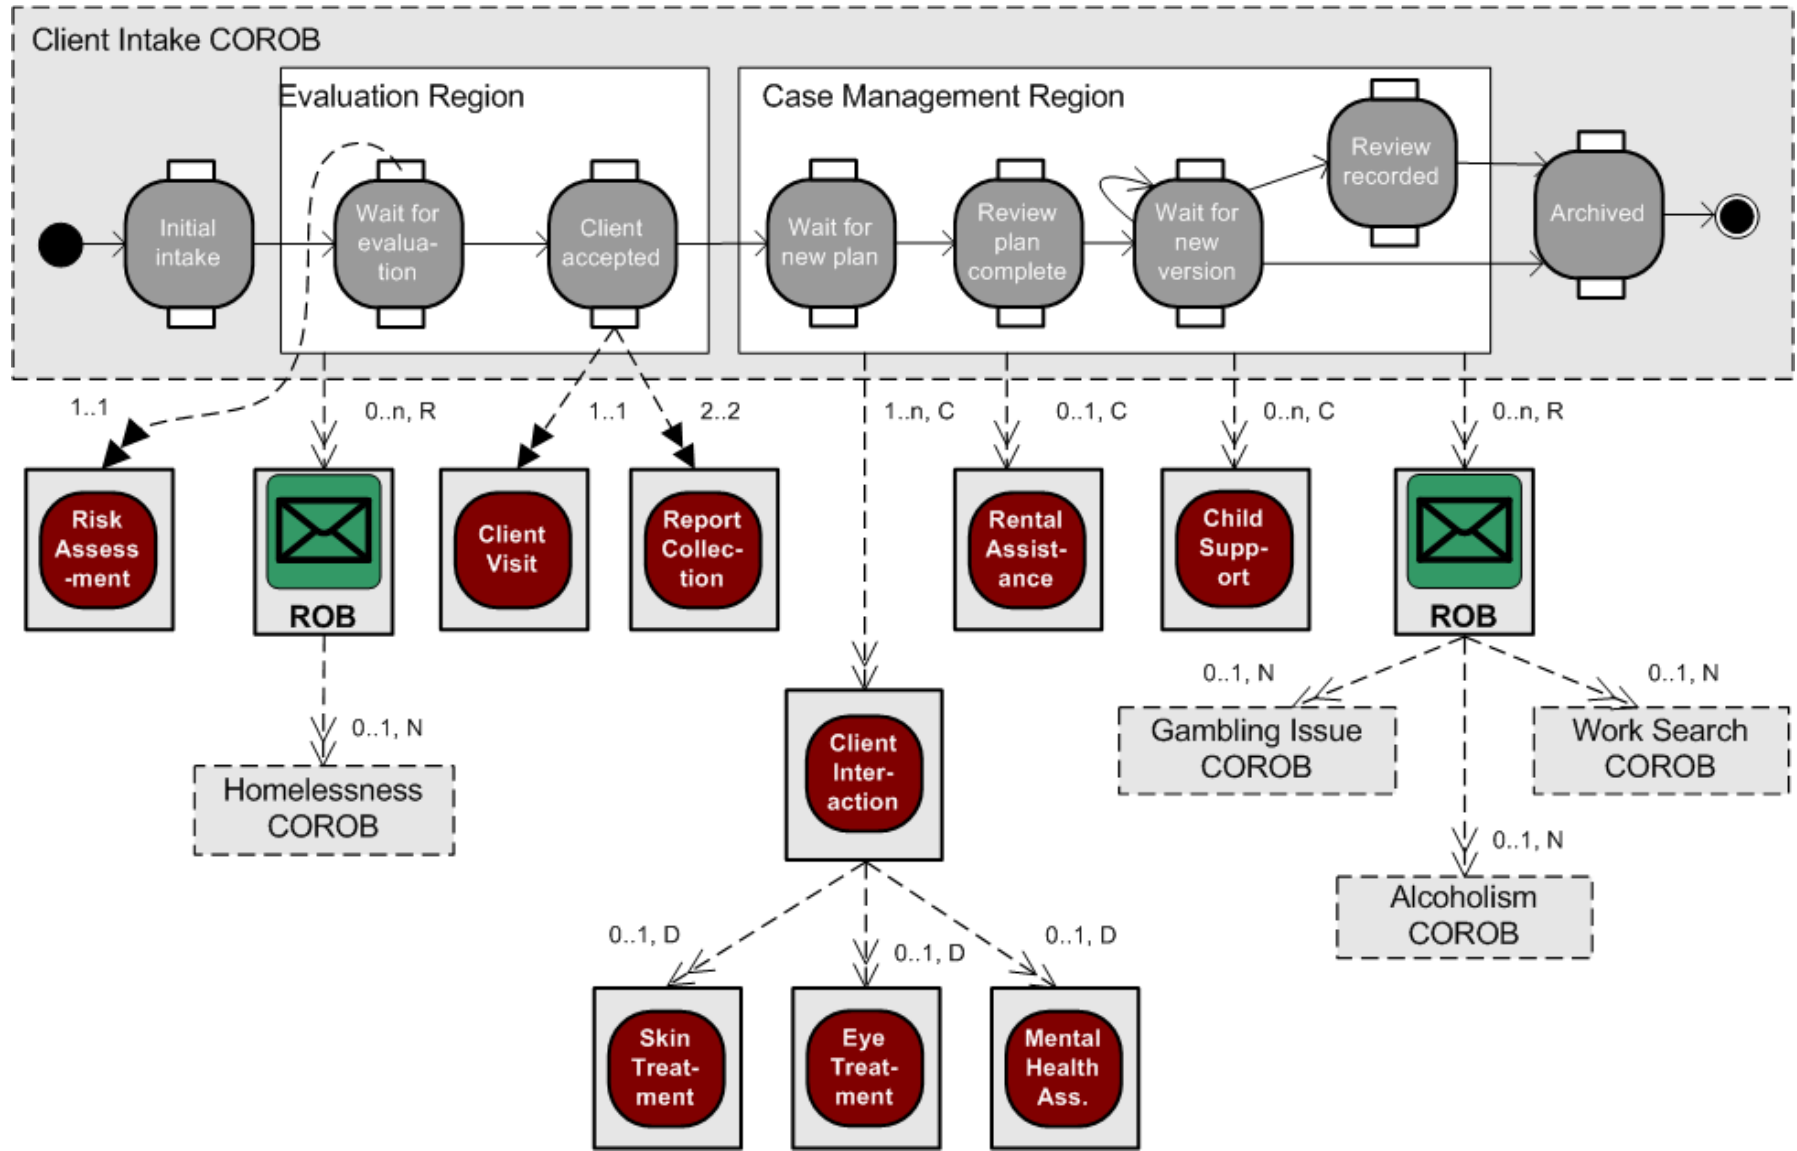 Client Intake COROB
Evaluation Region
Case Management Region
Initial
intake
Wait for
evalua-
tion
Client
accepted
Wait for
new plan
Review
plan
complete
Wait for
new
version
Review
recorded
Archived
1..1
0..n, R
1..1
2..2
1..n, C
0..1, C
0..n, C
0..n, R
Risk
Assess
-ment
ROB
Client
Visit
Report
Collec-
tion
Rental
Assist-
ance
Child
Supp-
ort
ROB
0..1, N
Homelessness
COROB
Client
Inter-
action
0..1, N
0..1, N
Gambling Issue
COROB
Work Search
COROB
0..1, N
Alcoholism
COROB
0..1, D
0..1, D
0..1, D
Skin
Treat-
ment
Eye
Treat-
ment
Mental
Health
Ass.